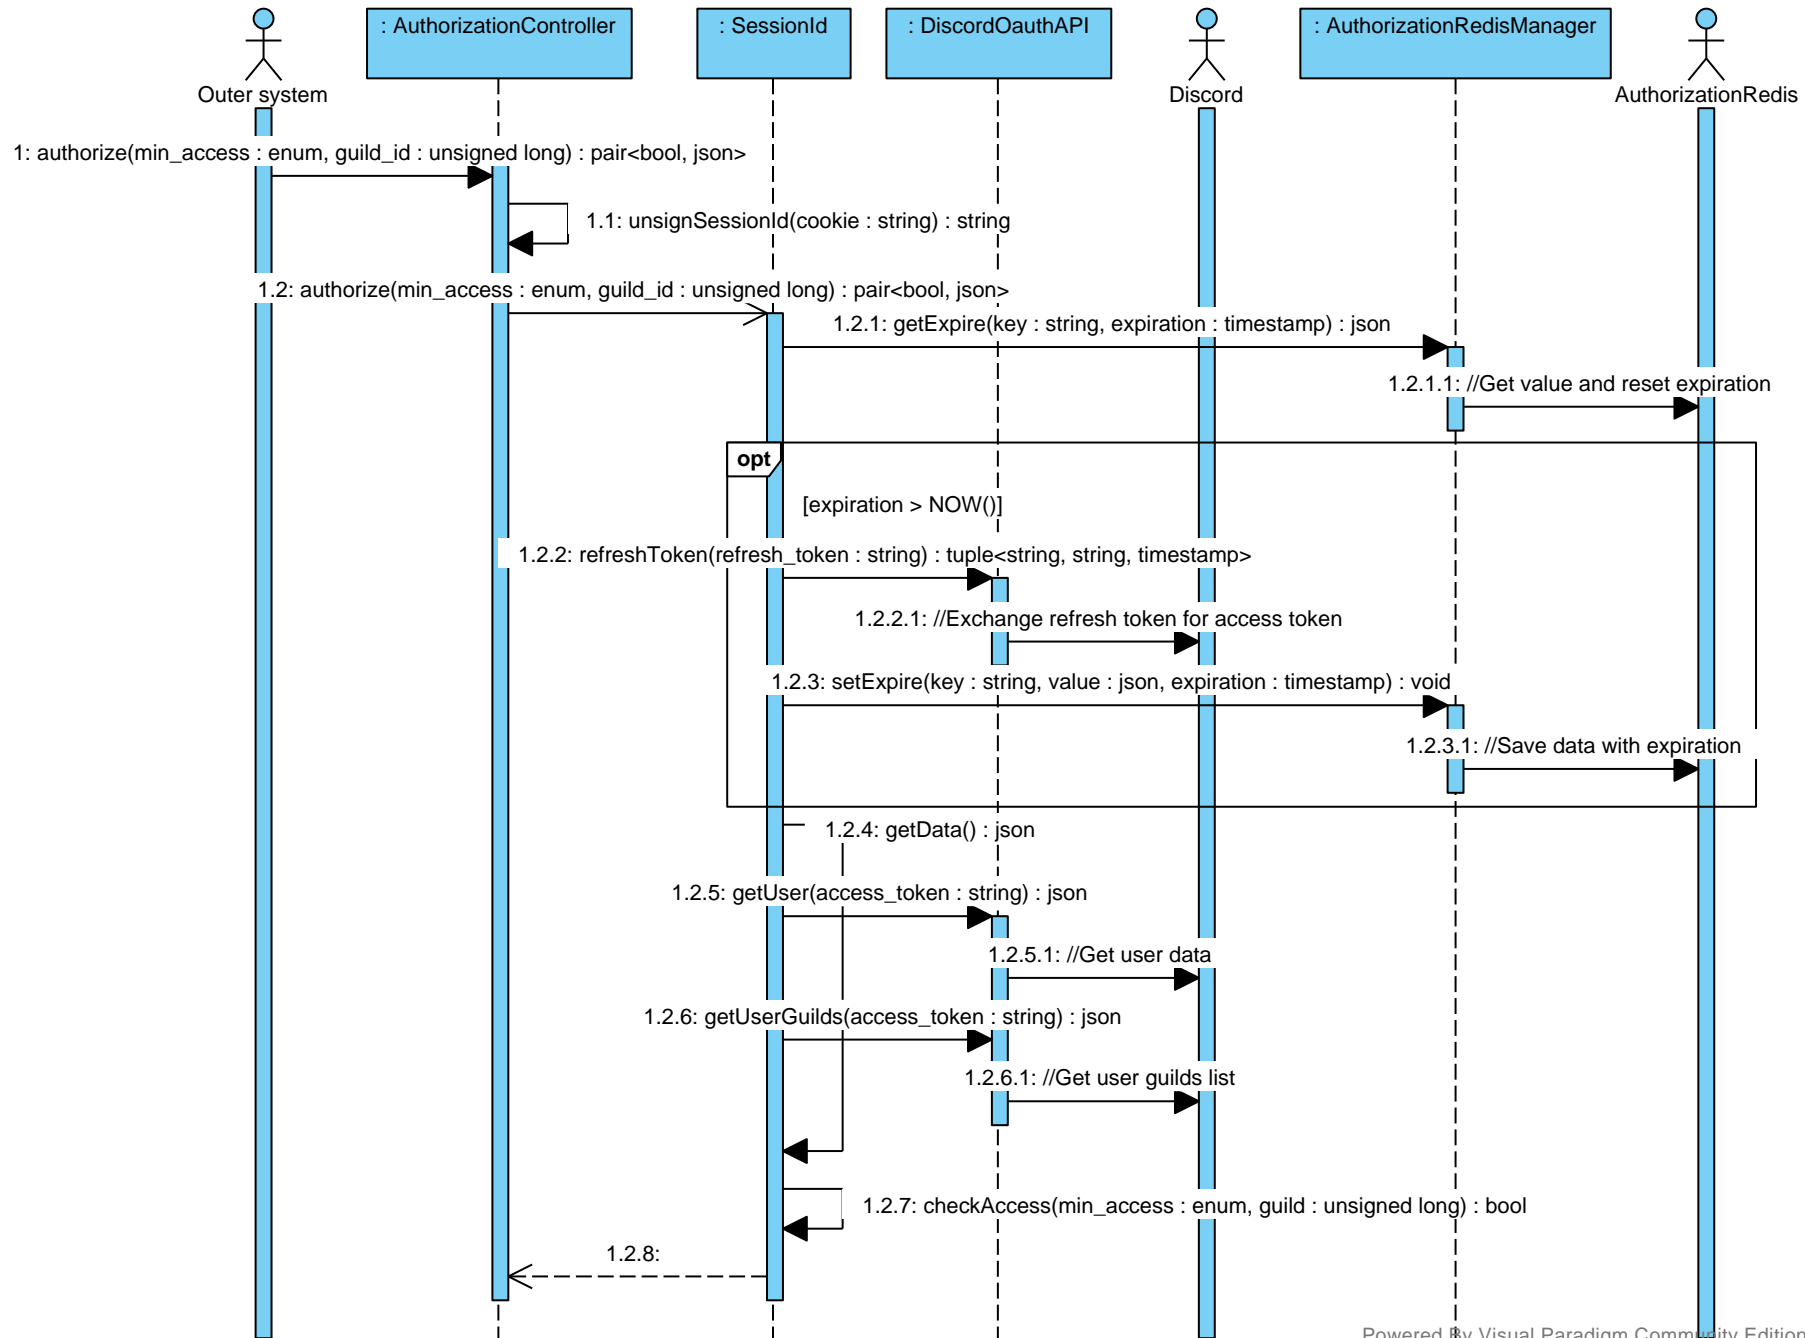 : AuthorizationController
: SessionId
: DiscordOauthAPI
: AuthorizationRedisManager
Outer system
Discord
AuthorizationRedis
1: authorize(min_access : enum, guild_id : unsigned long) : pair<bool, json>
1.1: unsignSessionId(cookie : string) : string
1.2: authorize(min_access : enum, guild_id : unsigned long) : pair<bool, json>
1.2.1: getExpire(key : string, expiration : timestamp) : json
1.2.1.1: //Get value and reset expiration
opt
[expiration > NOW()]
1.2.2: refreshToken(refresh_token : string) : tuple<string, string, timestamp>
1.2.2.1: //Exchange refresh token for access token
1.2.3: setExpire(key : string, value : json, expiration : timestamp) : void
1.2.3.1: //Save data with expiration
1.2.4: getData() : json
1.2.5: getUser(access_token : string) : json
1.2.5.1: //Get user data
1.2.6: getUserGuilds(access_token : string) : json
1.2.6.1: //Get user guilds list
1.2.7: checkAccess(min_access : enum, guild : unsigned long) : bool
1.2.8:
Powered By Visual Paradigm Community Edition